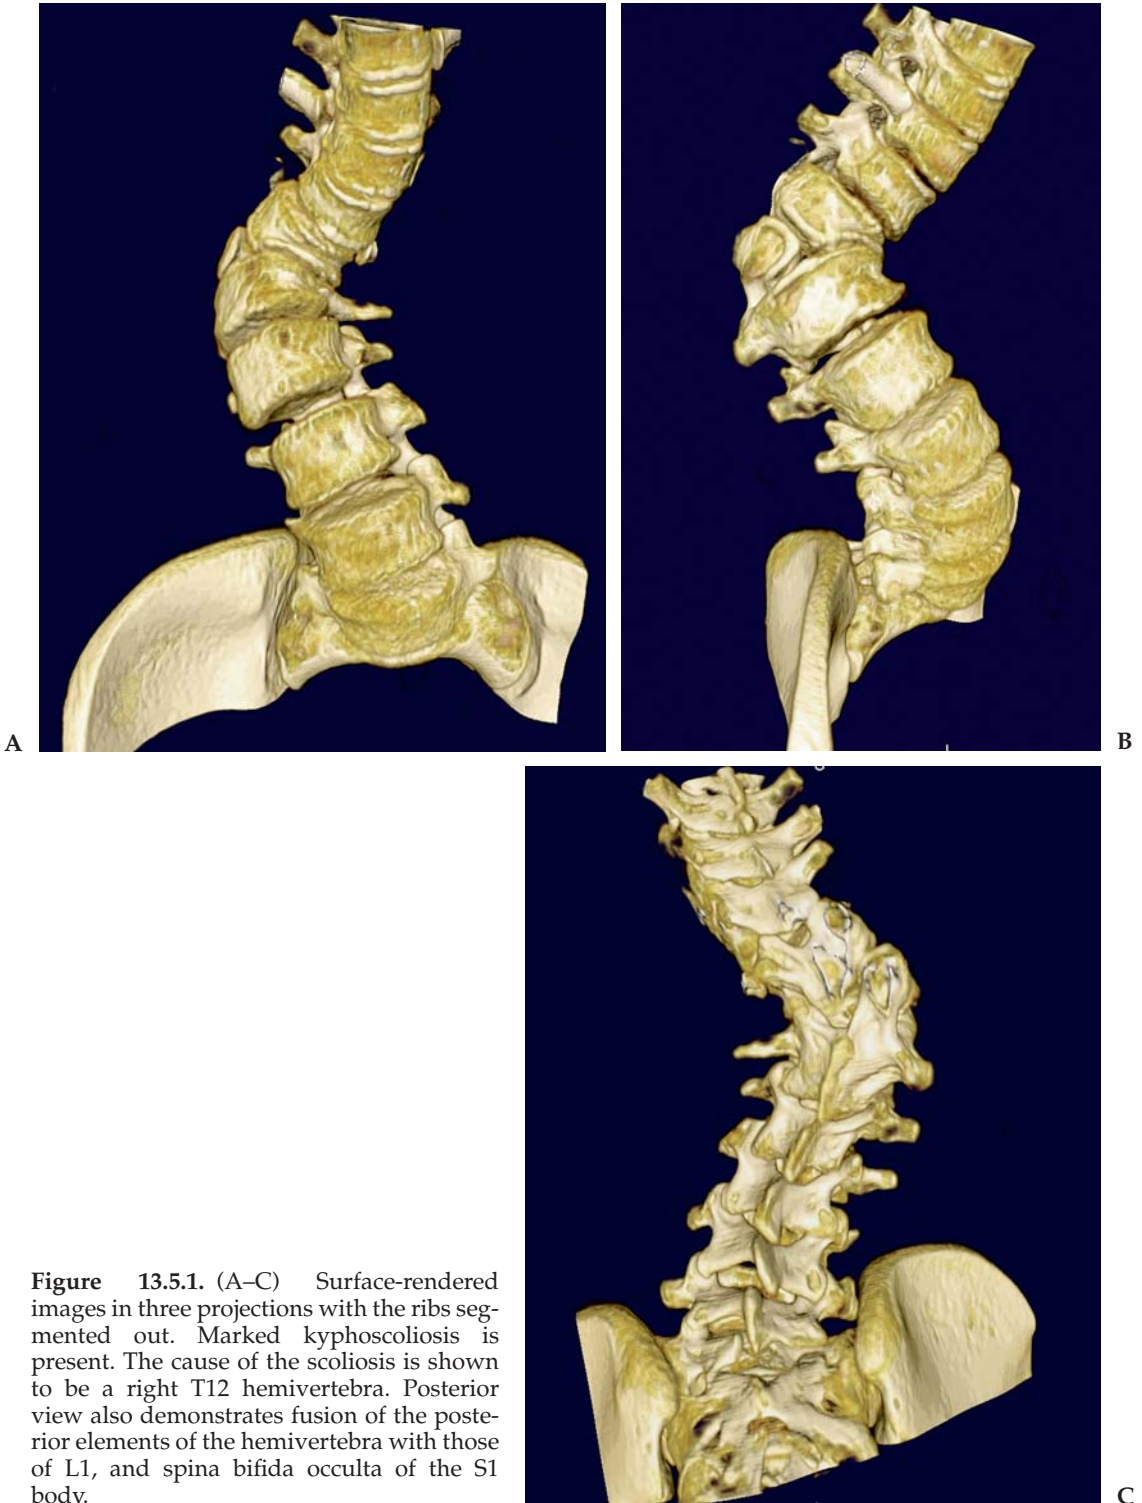 A
B
Figure 13.5.1. (A–C) Surface-rendered
images in three projections with the ribs seg-
mented out. Marked kyphoscoliosis is
present. The cause of the scoliosis is shown
to be a right T12 hemivertebra. Posterior
view also demonstrates fusion of the poste-
rior elements of the hemivertebra with those
of L1, and spina bifida occulta of the S1
body.
C